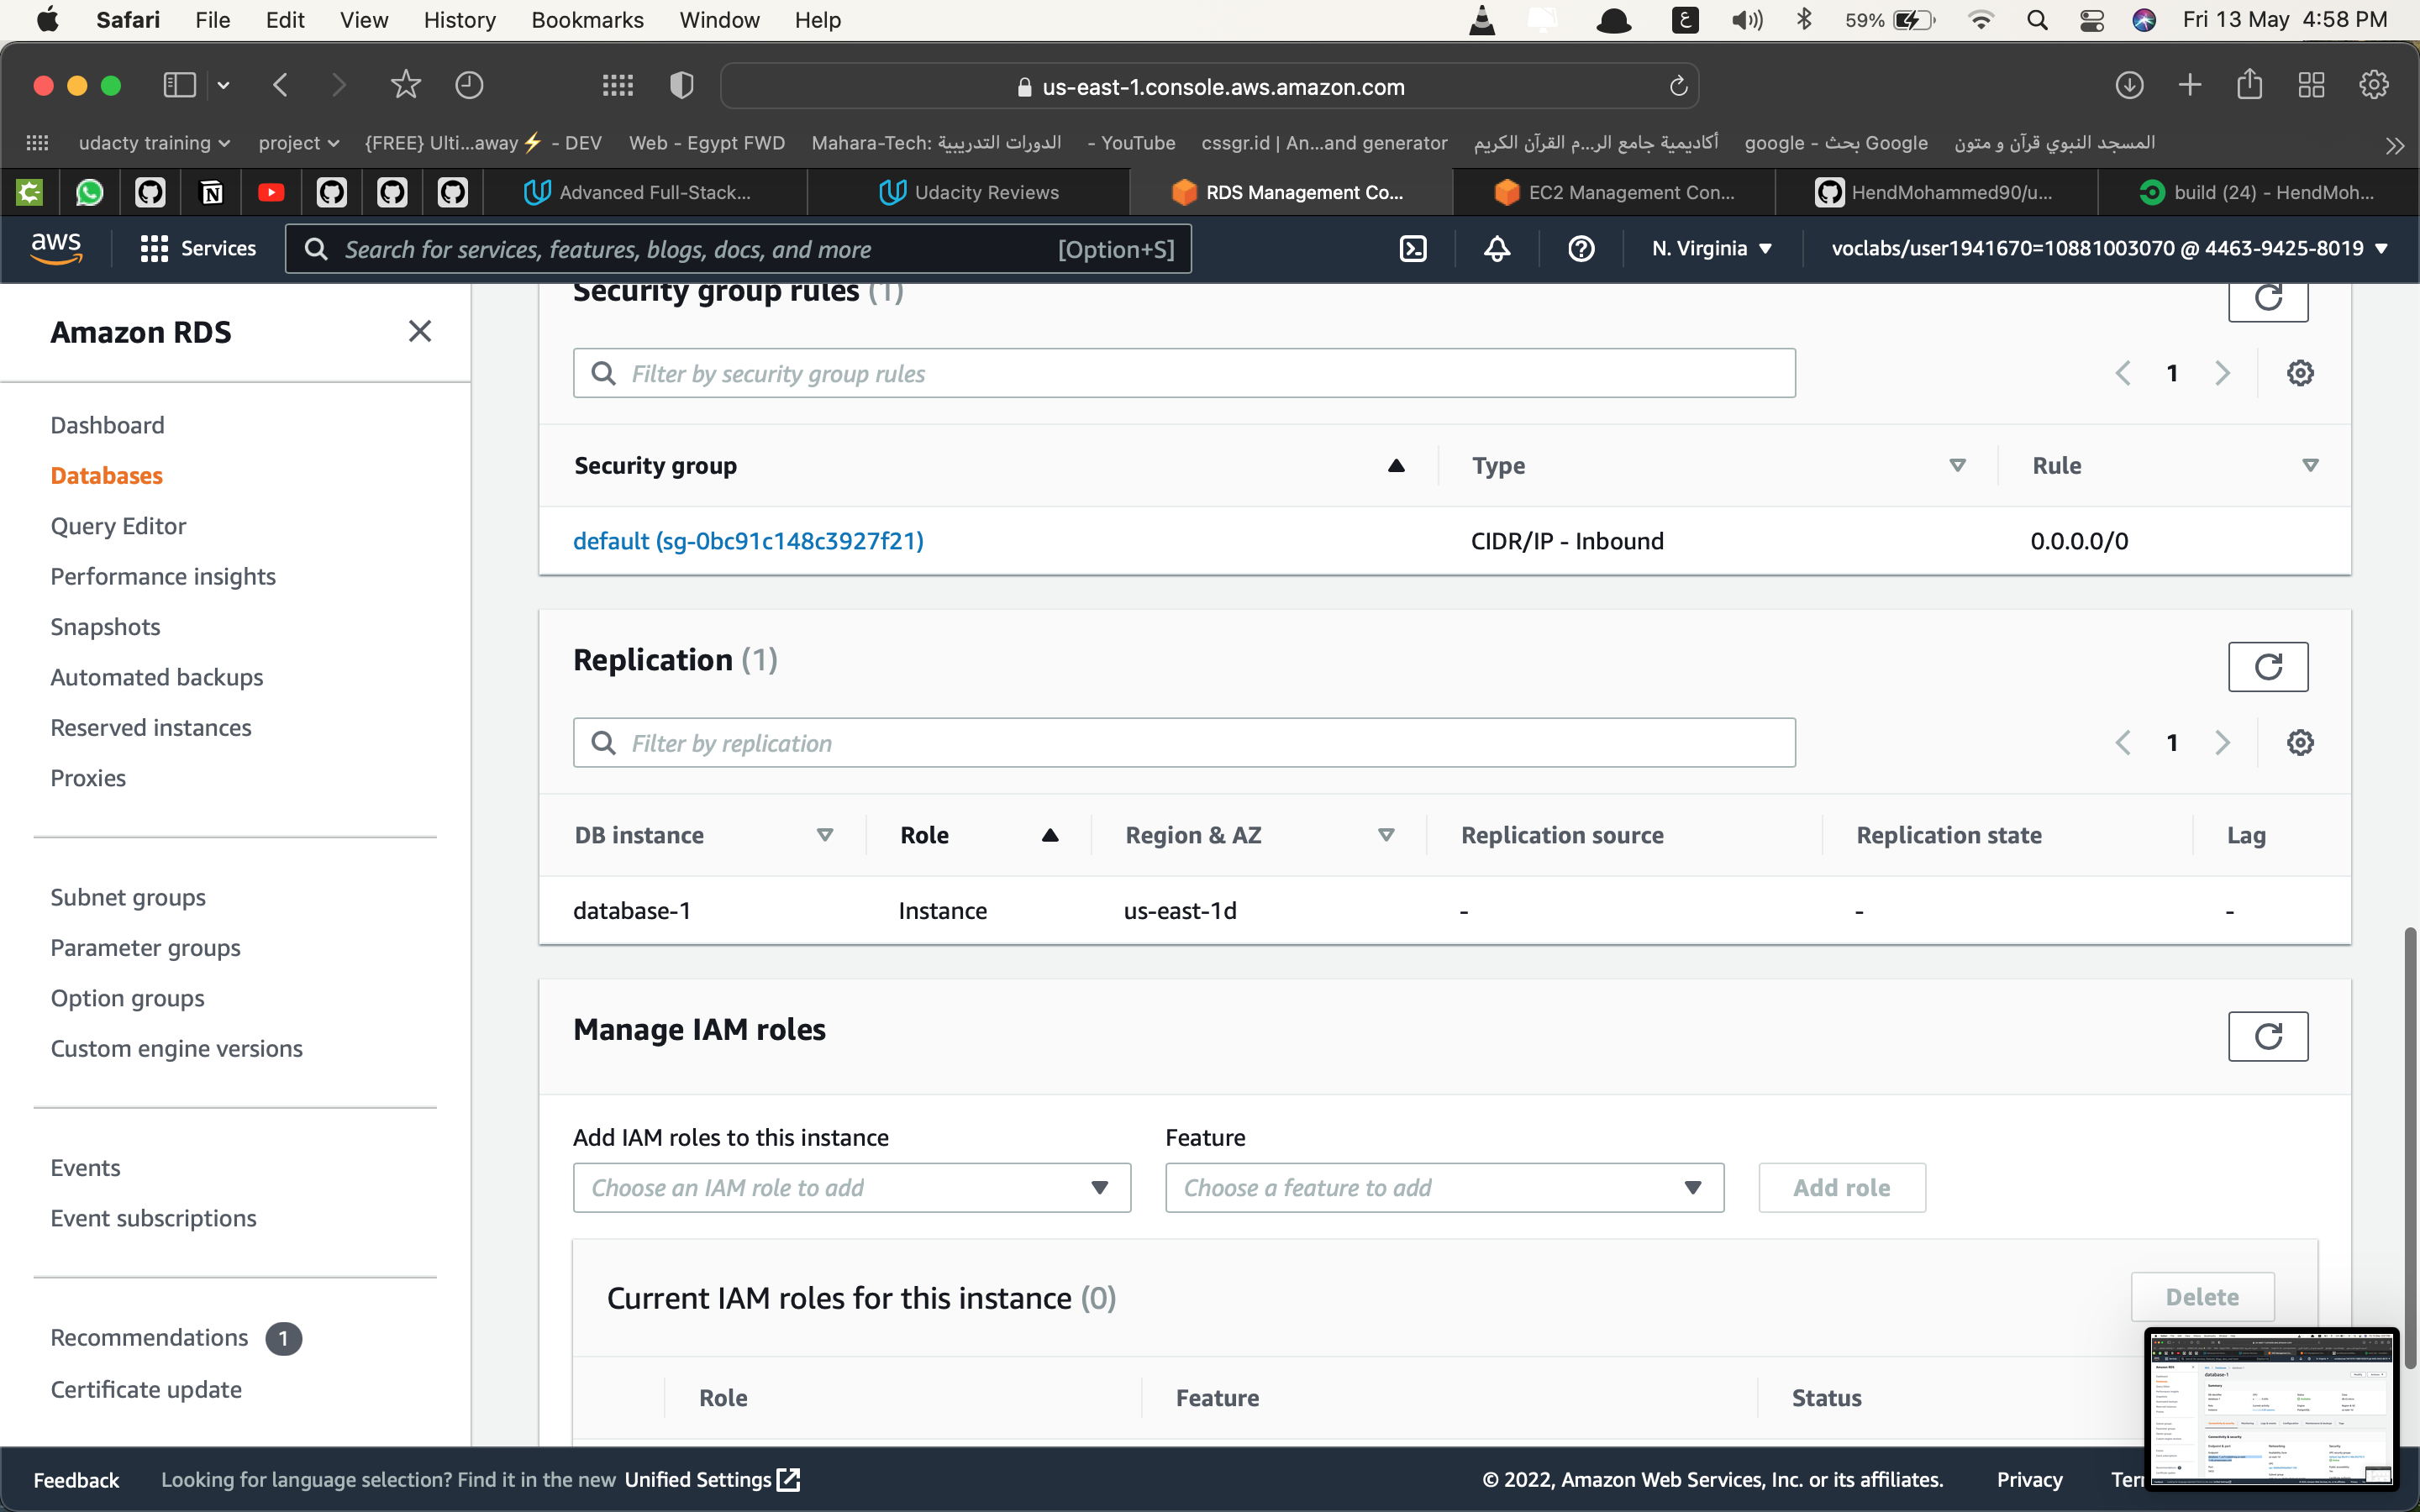 Safari File Edit View History Bookmarks Window Help ع 59% Fri 13 May 4:58 PM
us-east-1.console.aws.amazon.com
udacty training project {FREE} Ulti...away⚡ - DEV Web - Egypt FWD Mahara-Tech: الدورات التدريبية - YouTube cssgr.id | An...and generator أكاديمية جامع الر...م القرآن الكريم google - بحث Google المسجد النبوي قرآن و متون
Advanced Full-Stack... Udacity Reviews RDS Management Co... EC2 Management Con... HendMohammed90/u... build (24) - HendMoh...
aws Services Search for services, features, blogs, docs, and more [Option+S] N. Virginia voclabs/user1941670=10881003070 @ 4463-9425-8019
Amazon RDS
Dashboard
Databases
Query Editor
Performance insights
Snapshots
Automated backups
Reserved instances
Proxies
Subnet groups
Parameter groups
Option groups
Custom engine versions
Events
Event subscriptions
Recommendations 1
Certificate update
Security group rules (1)
Filter by security group rules 1
Security group Type Rule
default (sg-0bc91c148c3927f21) CIDR/IP - Inbound 0.0.0.0/0
Replication (1)
Filter by replication 1
DB instance Role Region & AZ Replication source Replication state Lag
database-1 Instance us-east-1d - - -
Manage IAM roles
Add IAM roles to this instance Feature
Choose an IAM role to add Choose a feature to add Add role
Current IAM roles for this instance (0) Delete
Role Feature Status
Feedback Looking for language selection? Find it in the new Unified Settings © 2022, Amazon Web Services, Inc. or its affiliates. Privacy